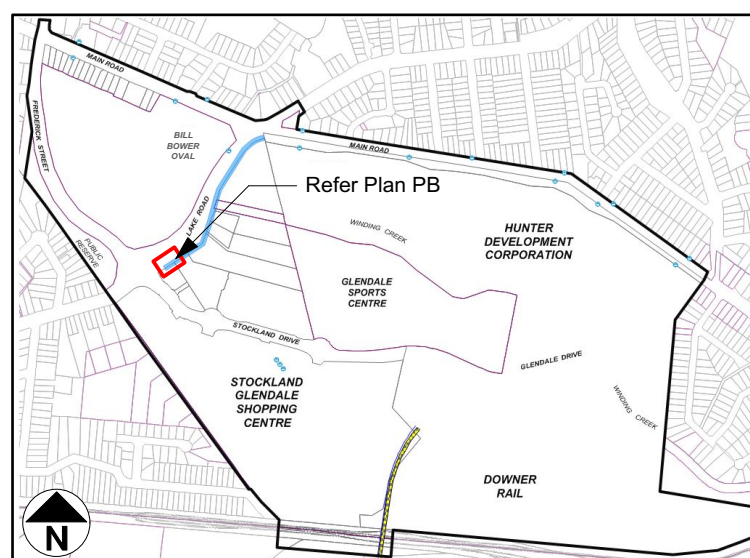 MAIN ROAD
FREDERICK STREET
BILL
BOWER
OVAL
MAIN ROAD
Refer Plan PB
LAKE ROAD
WINDING CREEK
HUNTER
DEVELOPMENT
CORPORATION
PUBLIC
RESERVE
GLENDALE
SPORTS
CENTRE
STOCKLAND DRIVE
GLENDALE DRIVE
STOCKLAND
GLENDALE
SHOPPING
CENTRE
WINDING CREEK
DOWNER
RAIL
N